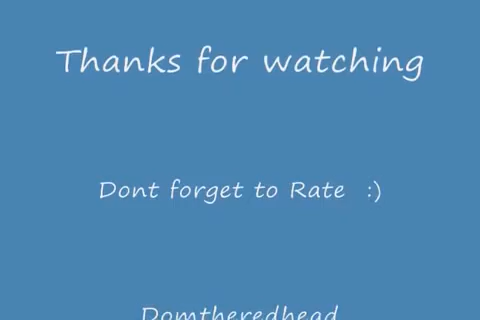 Thanks for watching
Dont forget to Rate :)
Domtheredhead